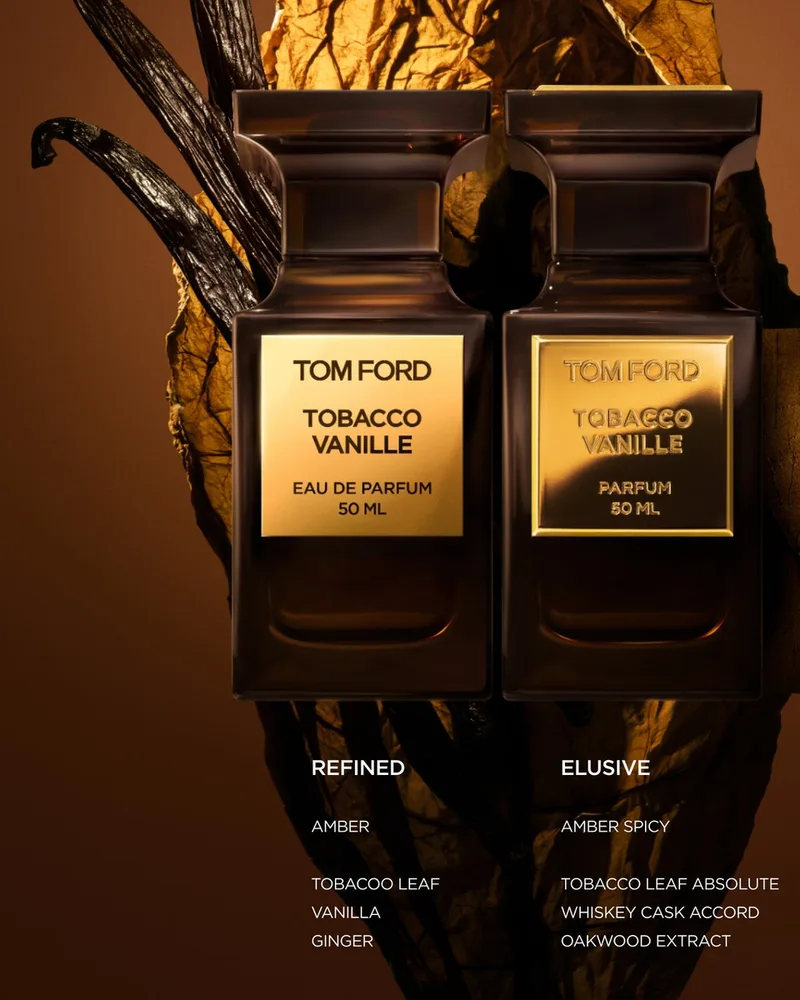 TOM FORD
TOBACCO
VANILLE
EAU DE PARFUM
50 ML
TOM FORD
TOBACCO
VANILLE
PARFUM
50 ML
REFINED
AMBER
TOBACOO LEAF
VANILLA
GINGER
ELUSIVE
AMBER SPICY
TOBACCO LEAF ABSOLUTE
WHISKEY CASK ACCORD
OAKWOOD EXTRACT